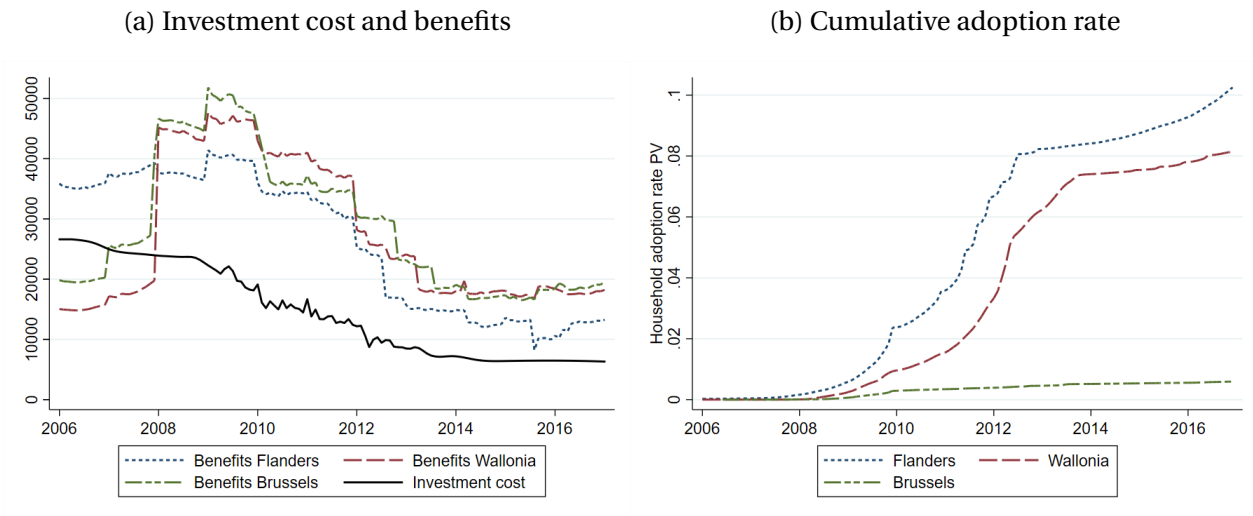 (a) Investment cost and benefits
50000
40000
30000
20000
10000
0
2006 2008 2010 2012 2014 2016
Benefits Flanders Benefits Wallonia
Benefits Brussels Investment cost
(b) Cumulative adoption rate
Household adoption rate PV
.1
.08
.06
.04
.02
0
2006 2008 2010 2012 2014 2016
Flanders Wallonia
Brussels